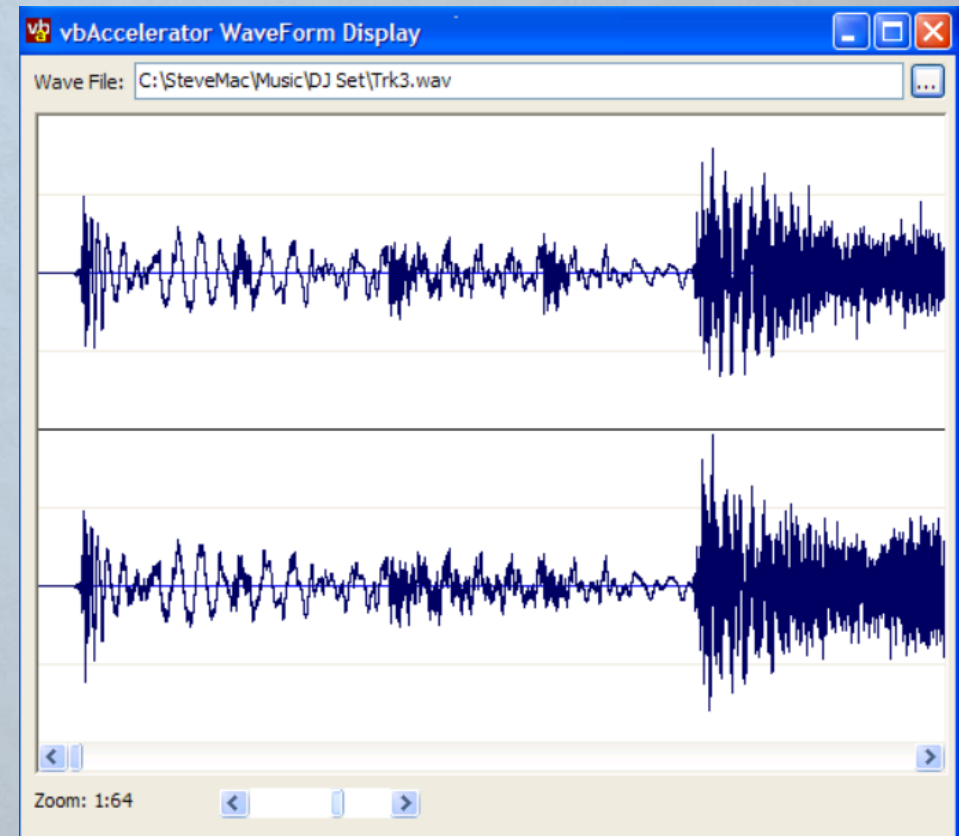 vbAccelerator WaveForm Display
Wave File: C:\SteveMac\Music\DJ Set\Trk3.wav ...
Zoom: 1:64